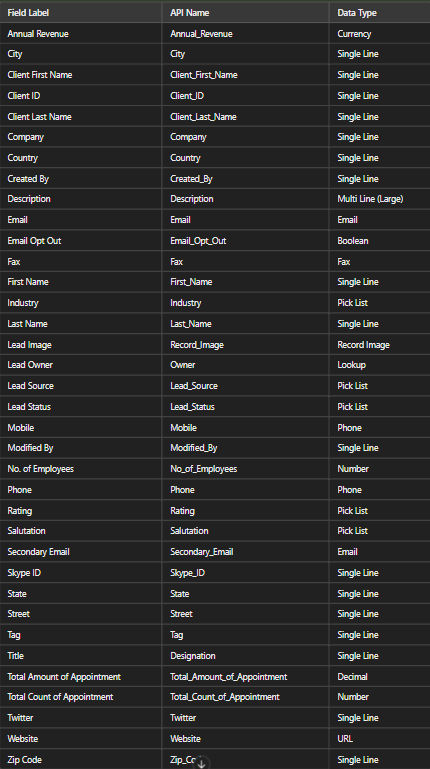 Field Label API Name Data Type
Annual Revenue Annual_Revenue Currency
City City Single Line
Client First Name Client_First_Name Single Line
Client ID Client_ID Single Line
Client Last Name Client_Last_Name Single Line
Company Company Single Line
Country Country Single Line
Created By Created_By Single Line
Description Description Multi Line (Large)
Email Email Email
Email Opt Out Email_Opt_Out Boolean
Fax Fax Fax
First Name First_Name Single Line
Industry Industry Pick List
Last Name Last_Name Single Line
Lead Image Record_Image Record Image
Lead Owner Owner Lookup
Lead Source Lead_Source Pick List
Lead Status Lead_Status Pick List
Mobile Mobile Phone
Modified By Modified_By Single Line
No. of Employees No_of_Employees Number
Phone Phone Phone
Rating Rating Pick List
Salutation Salutation Pick List
Secondary Email Secondary_Email Email
Skype ID Skype_ID Single Line
State State Single Line
Street Street Single Line
Tag Tag Single Line
Title Designation Single Line
Total Amount of Appointment Total_Amount_of_Appointment Decimal
Total Count of Appointment Total_Count_of_Appointment Number
Twitter Twitter Single Line
Website Website URL
Zip Code Single Line